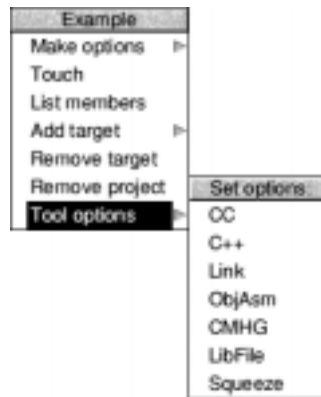 Example
Make options
Touch
List members
Add target
Remove target
Remove project
Tool options
Set options
CC
C++
Link
ObjAsm
CMHG
LibFile
Squeeze